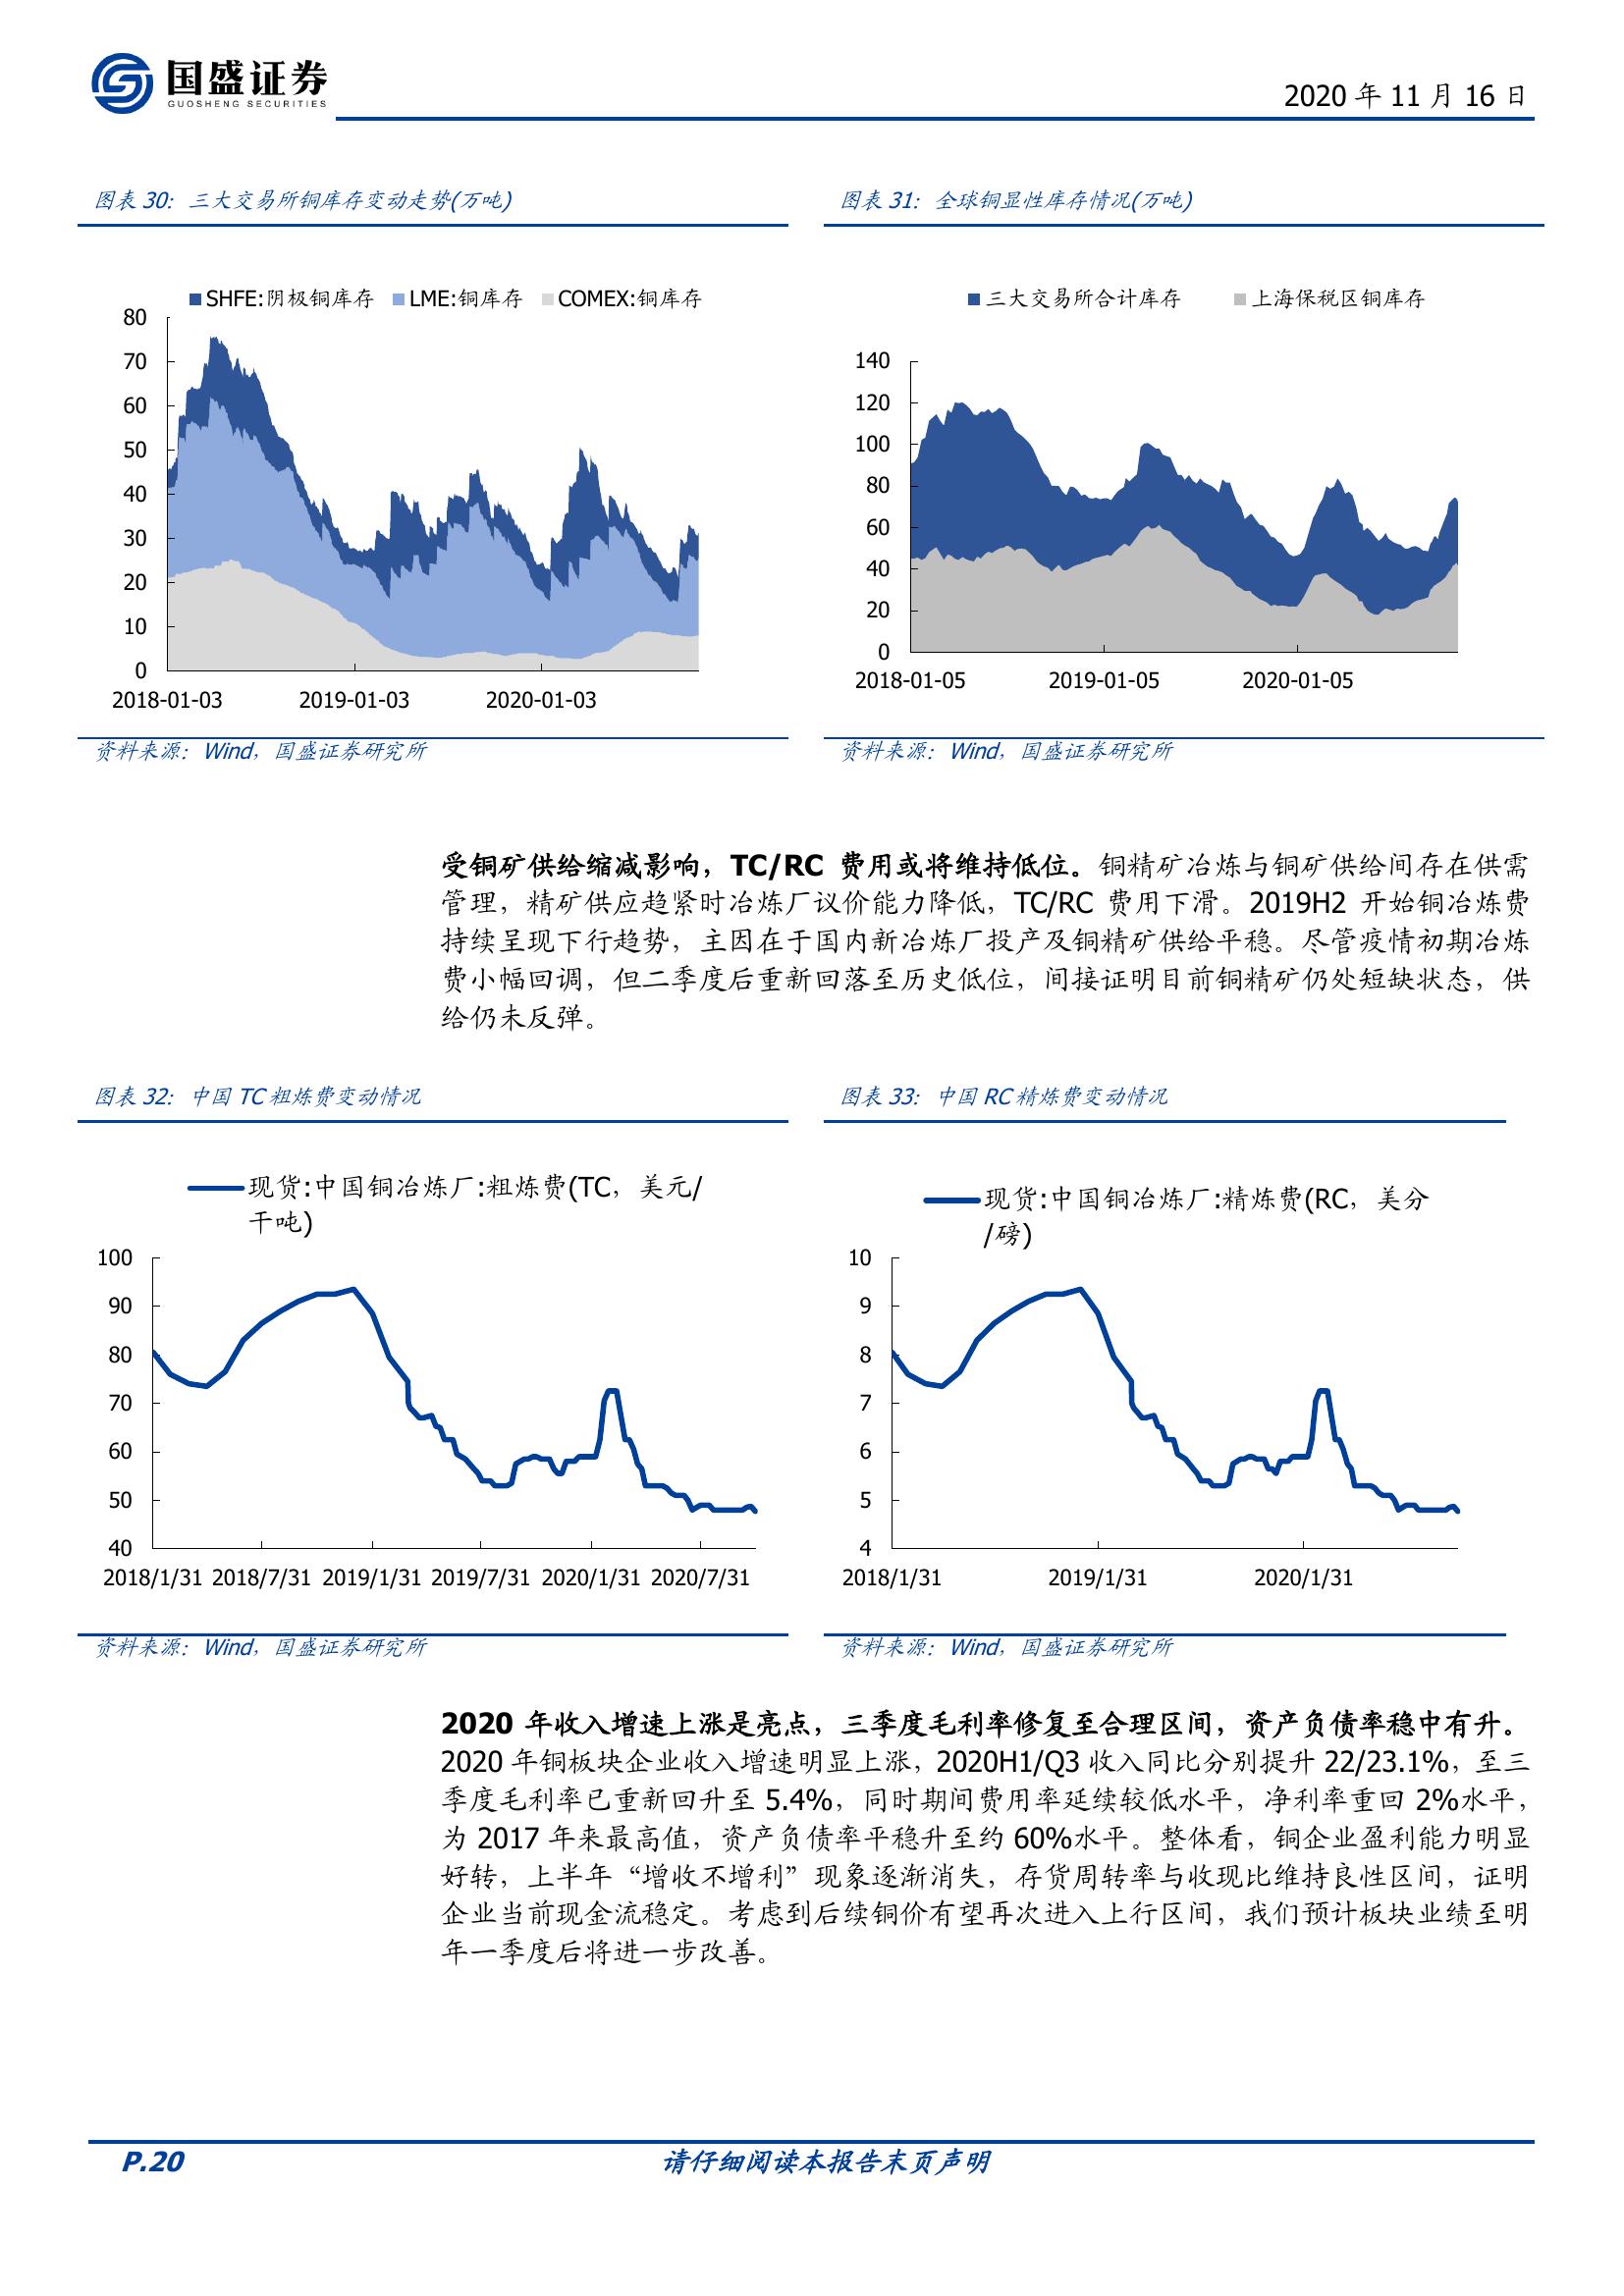 国盛证券
GUOSHENG SECURITIES
2020 年 11 月 16 日
图表 30：三大交易所铜库存变动走势(万吨)
SHFE:阴极铜库存 LME:铜库存 COMEX:铜库存
80
70
60
50
40
30
20
10
0
2018-01-03 2019-01-03 2020-01-03
资料来源：Wind，国盛证券研究所
图表 31：全球铜显性库存情况(万吨)
三大交易所合计库存 上海保税区铜库存
140
120
100
80
60
40
20
0
2018-01-05 2019-01-05 2020-01-05
资料来源：Wind，国盛证券研究所
受铜矿供给缩减影响，TC/RC 费用或将维持低位。铜精矿冶炼与铜矿供给间存在供需
管理，精矿供应趋紧时冶炼厂议价能力降低，TC/RC 费用下滑。2019H2 开始铜冶炼费
持续呈现下行趋势，主因在于国内新冶炼厂投产及铜精矿供给平稳。尽管疫情初期冶炼
费小幅回调，但二季度后重新回落至历史低位，间接证明目前铜精矿仍处短缺状态，供
给仍未反弹。
图表 32：中国 TC 粗炼费变动情况
现货:中国铜冶炼厂:粗炼费(TC，美元/
干吨)
100
90
80
70
60
50
40
2018/1/31 2018/7/31 2019/1/31 2019/7/31 2020/1/31 2020/7/31
资料来源：Wind，国盛证券研究所
图表 33：中国 RC 精炼费变动情况
现货:中国铜冶炼厂:精炼费(RC，美分
/磅)
10
9
8
7
6
5
4
2018/1/31 2019/1/31 2020/1/31
资料来源：Wind，国盛证券研究所
2020 年收入增速上涨是亮点，三季度毛利率修复至合理区间，资产负债率稳中有升。
2020 年铜板块企业收入增速明显上涨，2020H1/Q3 收入同比分别提升 22/23.1%，至三
季度毛利率已重新回升至 5.4%，同时期间费用率延续较低水平，净利率重回 2%水平，
为 2017 年来最高值，资产负债率平稳升至约 60%水平。整体看，铜企业盈利能力明显
好转，上半年“增收不增利”现象逐渐消失，存货周转率与收现比维持良性区间，证明
企业当前现金流稳定。考虑到后续铜价有望再次进入上行区间，我们预计板块业绩至明
年一季度后将进一步改善。
P.20
请仔细阅读本报告末页声明